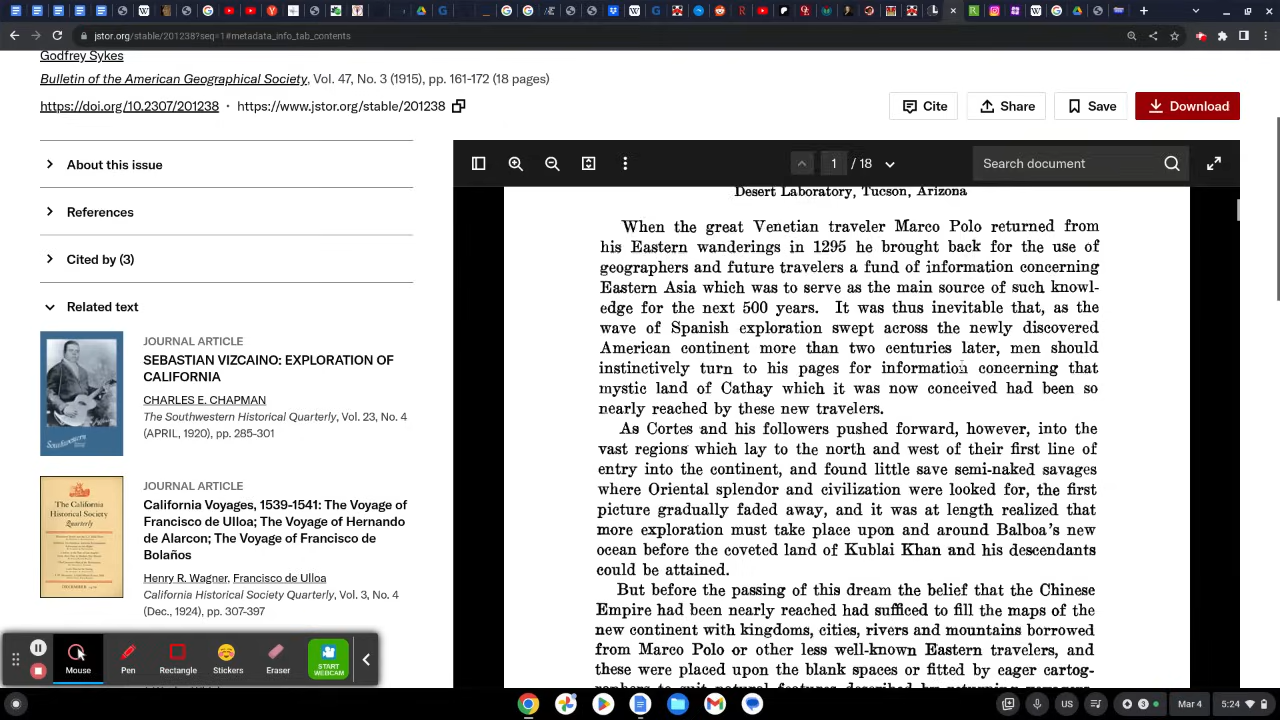 jstor.org/stable/201238?seq=1#metadata_info_tab_contents
Godfrey Sykes
Bulletin of the American Geographical Society, Vol. 47, No. 3 (1915), pp. 161-172 (18 pages)
https://doi.org/10.2307/201238 • https://www.jstor.org/stable/201238
Cite
Share
Save
Download
About this issue
References
Cited by (3)
Related text
JOURNAL ARTICLE
SEBASTIAN VIZCAINO: EXPLORATION OF
CALIFORNIA
CHARLES E. CHAPMAN
The Southwestern Historical Quarterly, Vol. 23, No. 4
(APRIL, 1920), pp. 285-301
Southwestern
JOURNAL ARTICLE
California Voyages, 1539-1541: The Voyage of
Francisco de Ulloa; The Voyage of Hernando
de Alarcon; The Voyage of Francisco de
Bolaños
Henry R. Wagner, Francisco de Ulloa
California Historical Society Quarterly, Vol. 3, No. 4
(Dec., 1924), pp. 307-397
The California
Historical Society
Quarterly
1 / 18
Search document
Desert Laboratory, Tucson, Arizona
When the great Venetian traveler Marco Polo returned from
his Eastern wanderings in 1295 he brought back for the use of
geographers and future travelers a fund of information concerning
Eastern Asia which was to serve as the main source of such knowl-
edge for the next 500 years. It was thus inevitable that, as the
wave of Spanish exploration swept across the newly discovered
American continent more than two centuries later, men should
instinctively turn to his pages for information concerning that
mystic land of Cathay which it was now conceived had been so
nearly reached by these new travelers.
As Cortes and his followers pushed forward, however, into the
vast regions which lay to the north and west of their first line of
entry into the continent, and found little save semi-naked savages
where Oriental splendor and civilization were looked for, the first
picture gradually faded away, and it was at length realized that
more exploration must take place upon and around Balboa's new
ocean before the coveted land of Kublai Khan and his descendants
could be attained.
But before the passing of this dream the belief that the Chinese
Empire had been nearly reached had sufficed to fill the maps of the
new continent with kingdoms, cities, rivers and mountains borrowed
from Marco Polo or other less well-known Eastern travelers, and
these were placed upon the blank spaces or fitted by eager cartog-
Mouse
Pen
Rectangle
Stickers
Eraser
START
WEBCAM
US
3
Mar 4
5:24